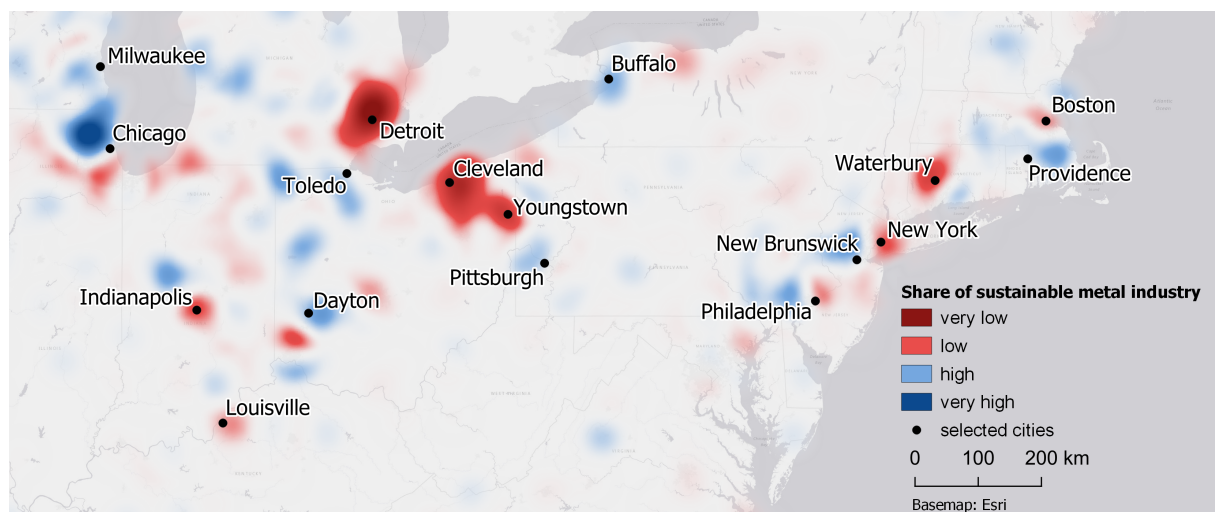 Milwaukee
Buffalo
Boston
Chicago
Detroit
Cleveland
Waterbury
Toledo
Providence
Youngstown
New York
New Brunswick
Pittsburgh
Indianapolis
Dayton
Philadelphia
Louisville
Share of sustainable metal industry
very low
low
high
very high
selected cities
0 100 200 km
Basemap: Esri